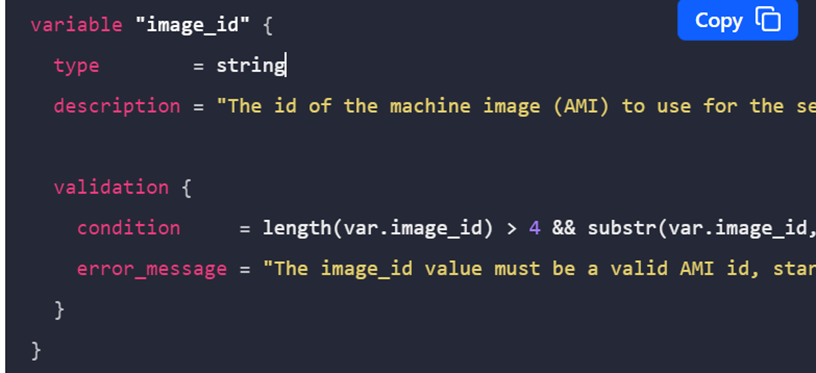 variable "image_id" {
Copy
type = string
description = "The id of the machine image (AMI) to use for the se
validation {
condition = length(var.image_id) > 4 && substr(var.image_id,
error_message = "The image_id value must be a valid AMI id, star
}
}